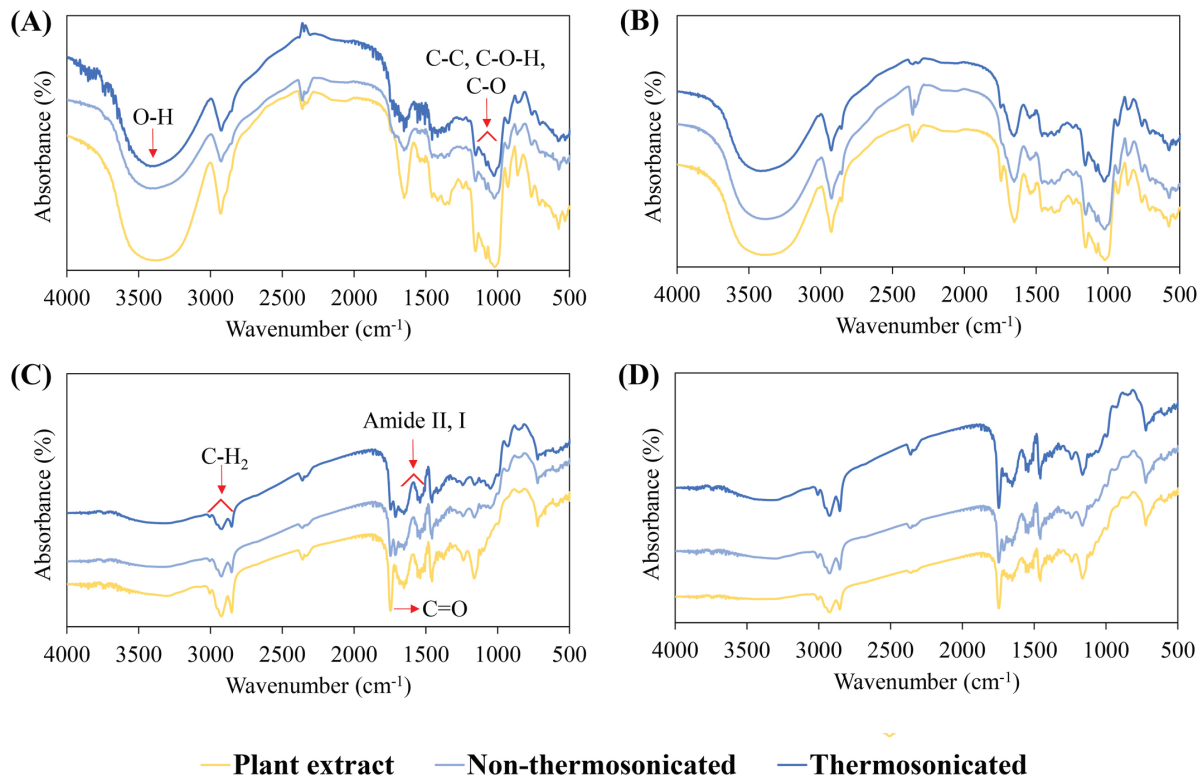 (A)
O-H
C-C, C-O-H,
C-O
Absorbance (%)
4000 3500 3000 2500 2000 1500 1000 500
Wavenumber (cm⁻¹)
(B)
Absorbance (%)
4000 3500 3000 2500 2000 1500 1000 500
Wavenumber (cm⁻¹)
(C)
C-H₂
Amide II, I
C=O
Absorbance (%)
4000 3500 3000 2500 2000 1500 1000 500
Wavenumber (cm⁻¹)
(D)
Absorbance (%)
4000 3500 3000 2500 2000 1500 1000 500
Wavenumber (cm⁻¹)
Plant extract Non-thermosonicated Thermosonicated